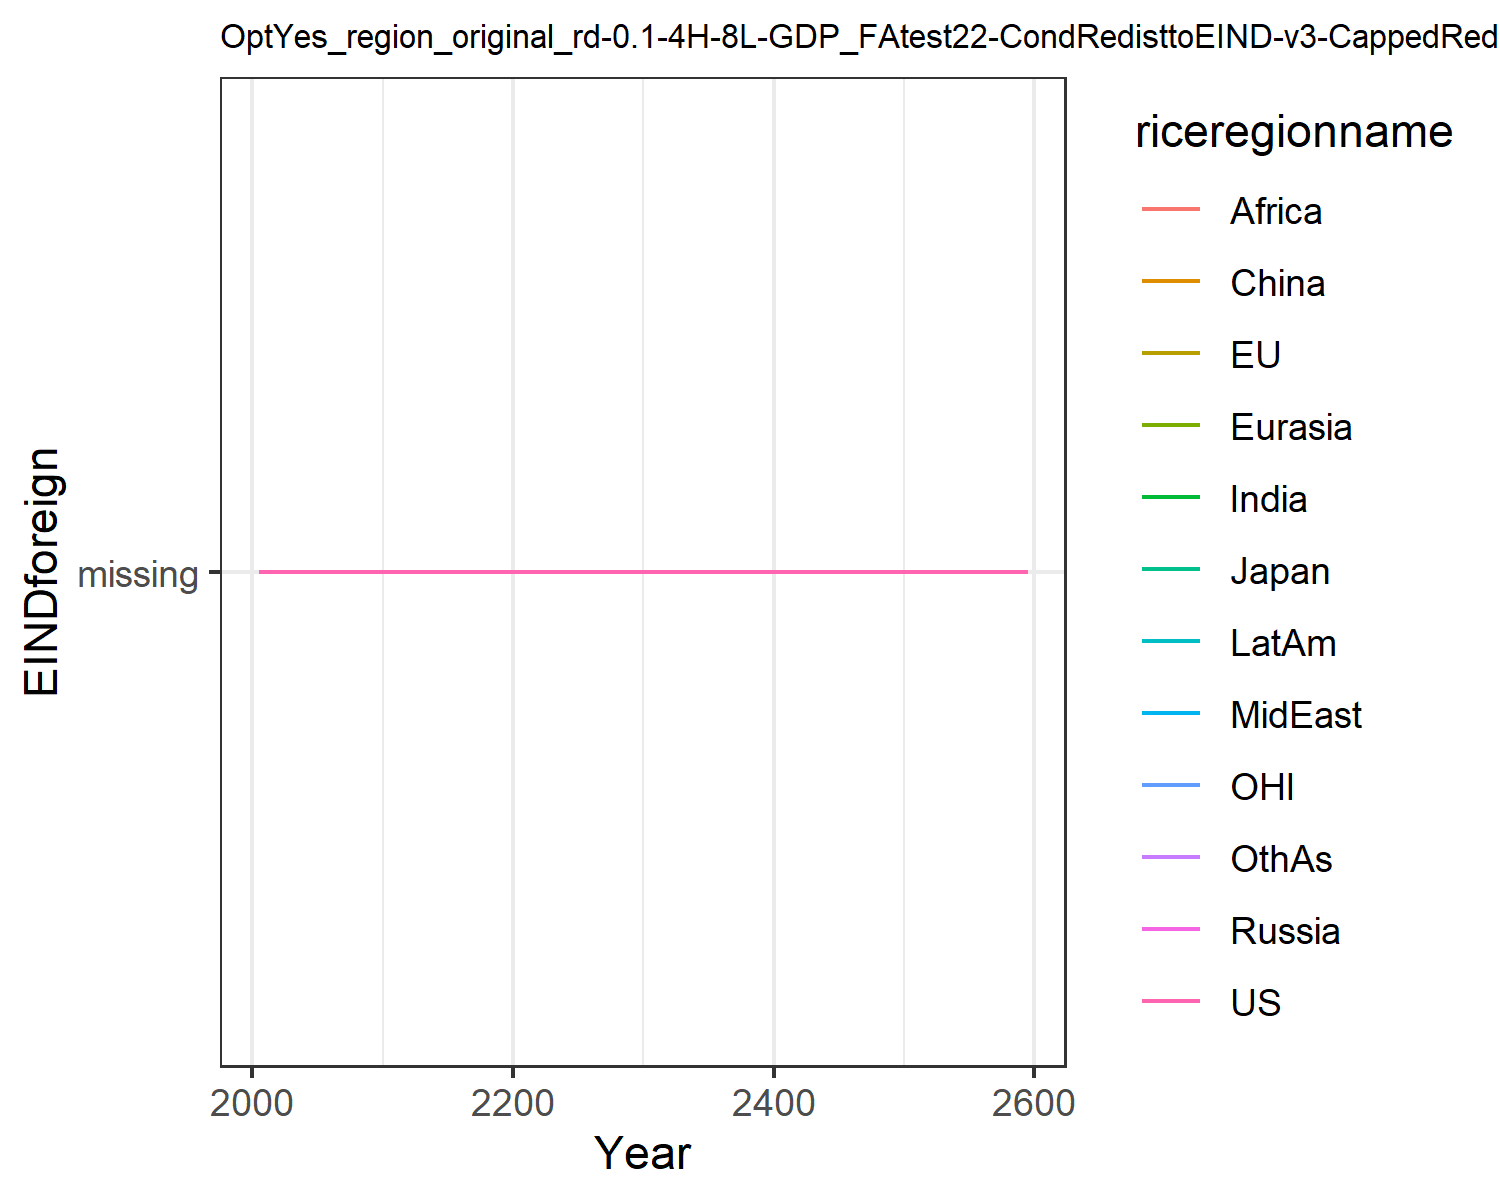 OptYes_region_original_rd-0.1-4H-8L-GDP_FAtest22-CondRedisttoEIND-v3-CappedRed
riceregionname
Africa
China
EU
Eurasia
India
Japan
LatAm
MidEast
OHI
OthAs
Russia
US
EINDforeign
missing
2000 2200 2400 2600
Year